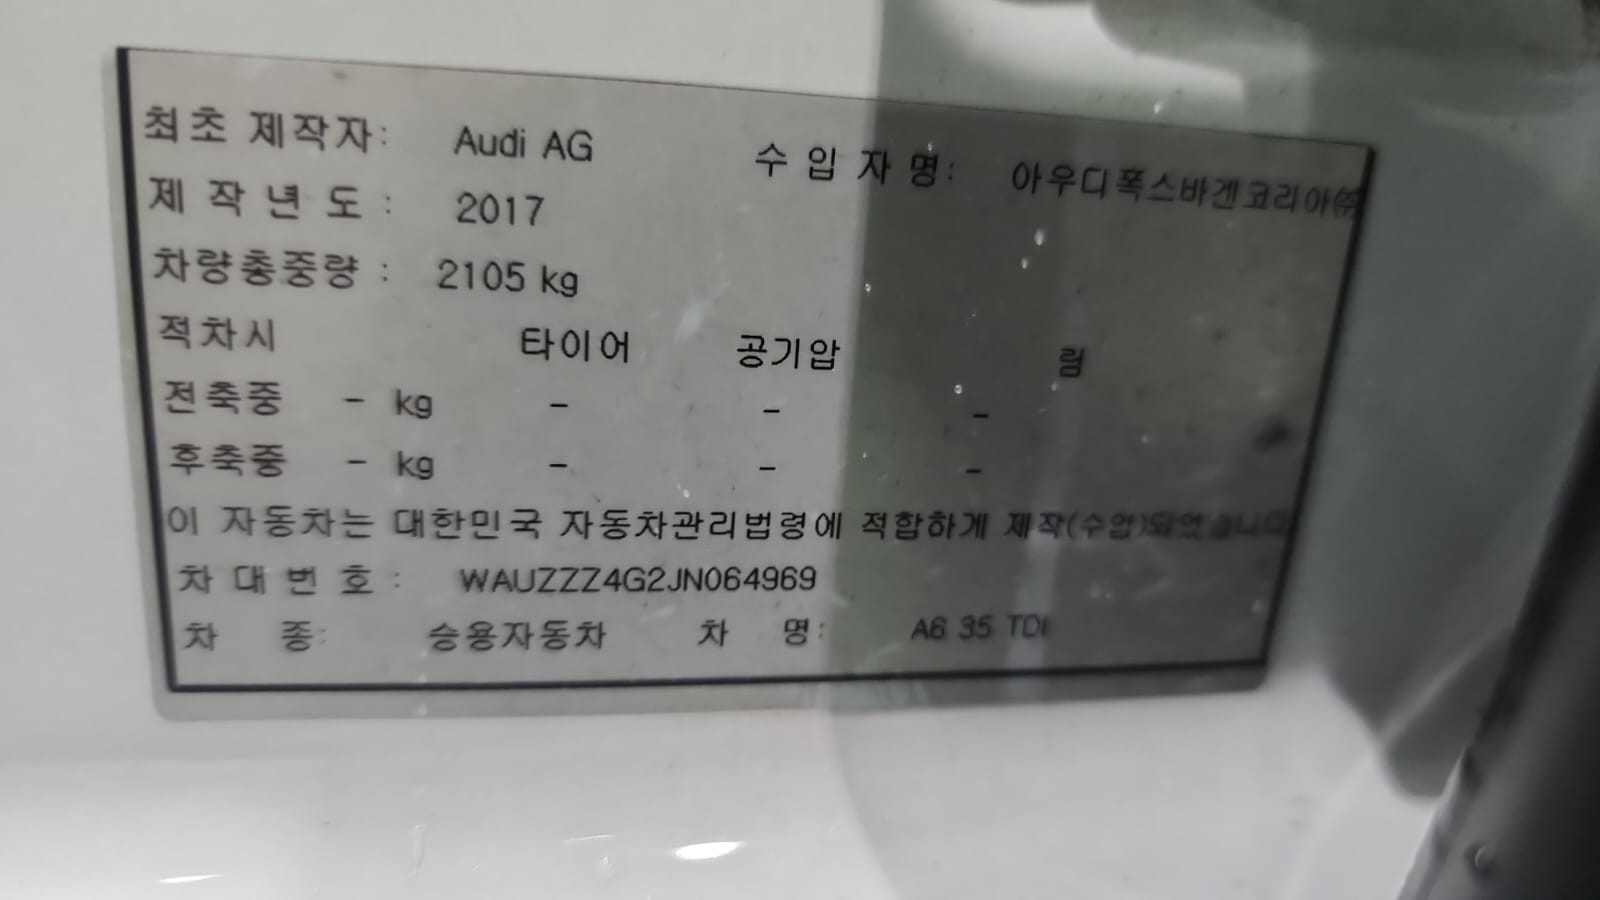 최초 제작자: Audi AG 수 입 자 명: 아우디폭스바겐코리아㈜
제 작 년 도 : 2017
차량총중량 : 2105 kg
적차시 타이어 공기압 림
전축중 - kg - - -
후축중 - kg - - -
이 자동차는 대한민국 자동차관리법령에 적합하게 제작(수입)되었습니다
차 대 번 호 : WAUZZZ4G2JN064969
차 종: 승용자동차 차 명: A6 35 TDI